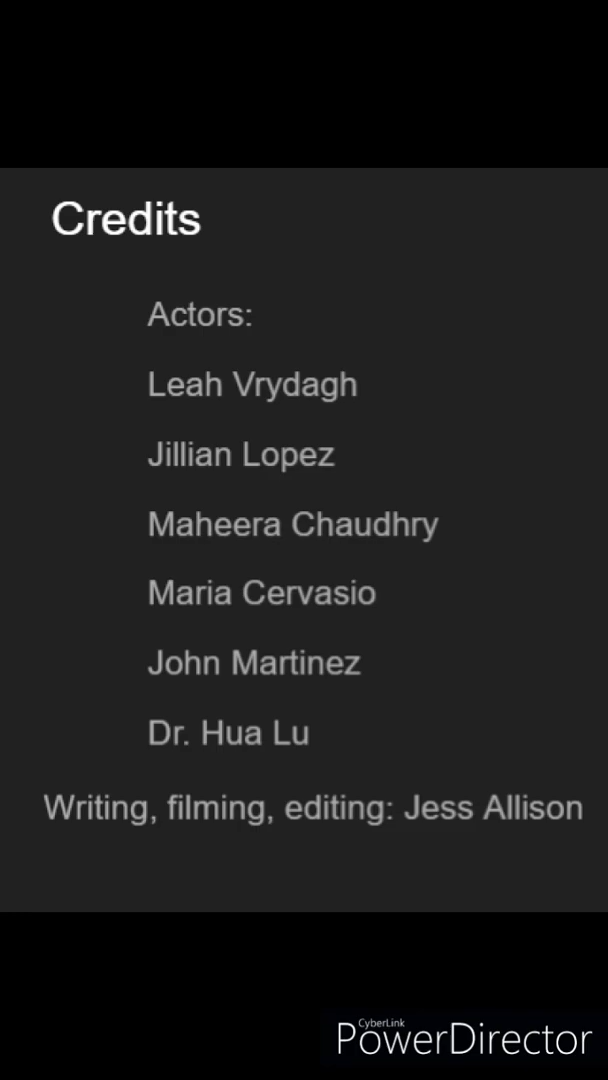 Credits
Actors:
Leah Vrydagh
Jillian Lopez
Maheera Chaudhry
Maria Cervasio
John Martinez
Dr. Hua Lu
Writing, filming, editing: Jess Allison
CyberLink
PowerDirector